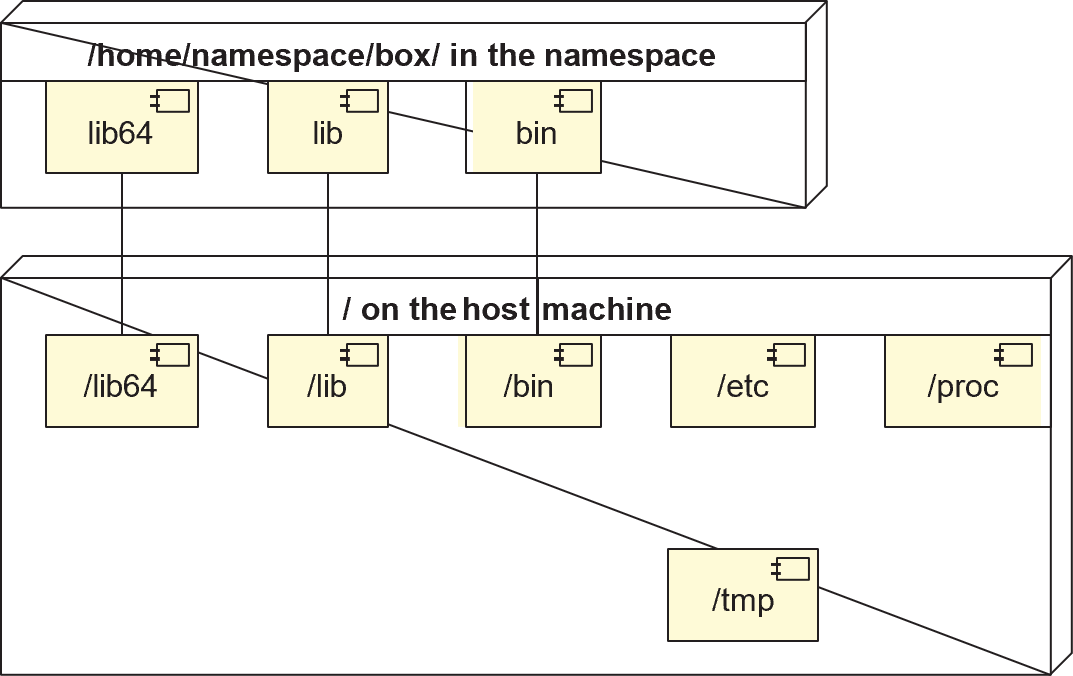 /home/namespace/box/ in the namespace
lib64 lib bin
/ on the host machine
/lib64 /lib /bin /etc /proc
/tmp